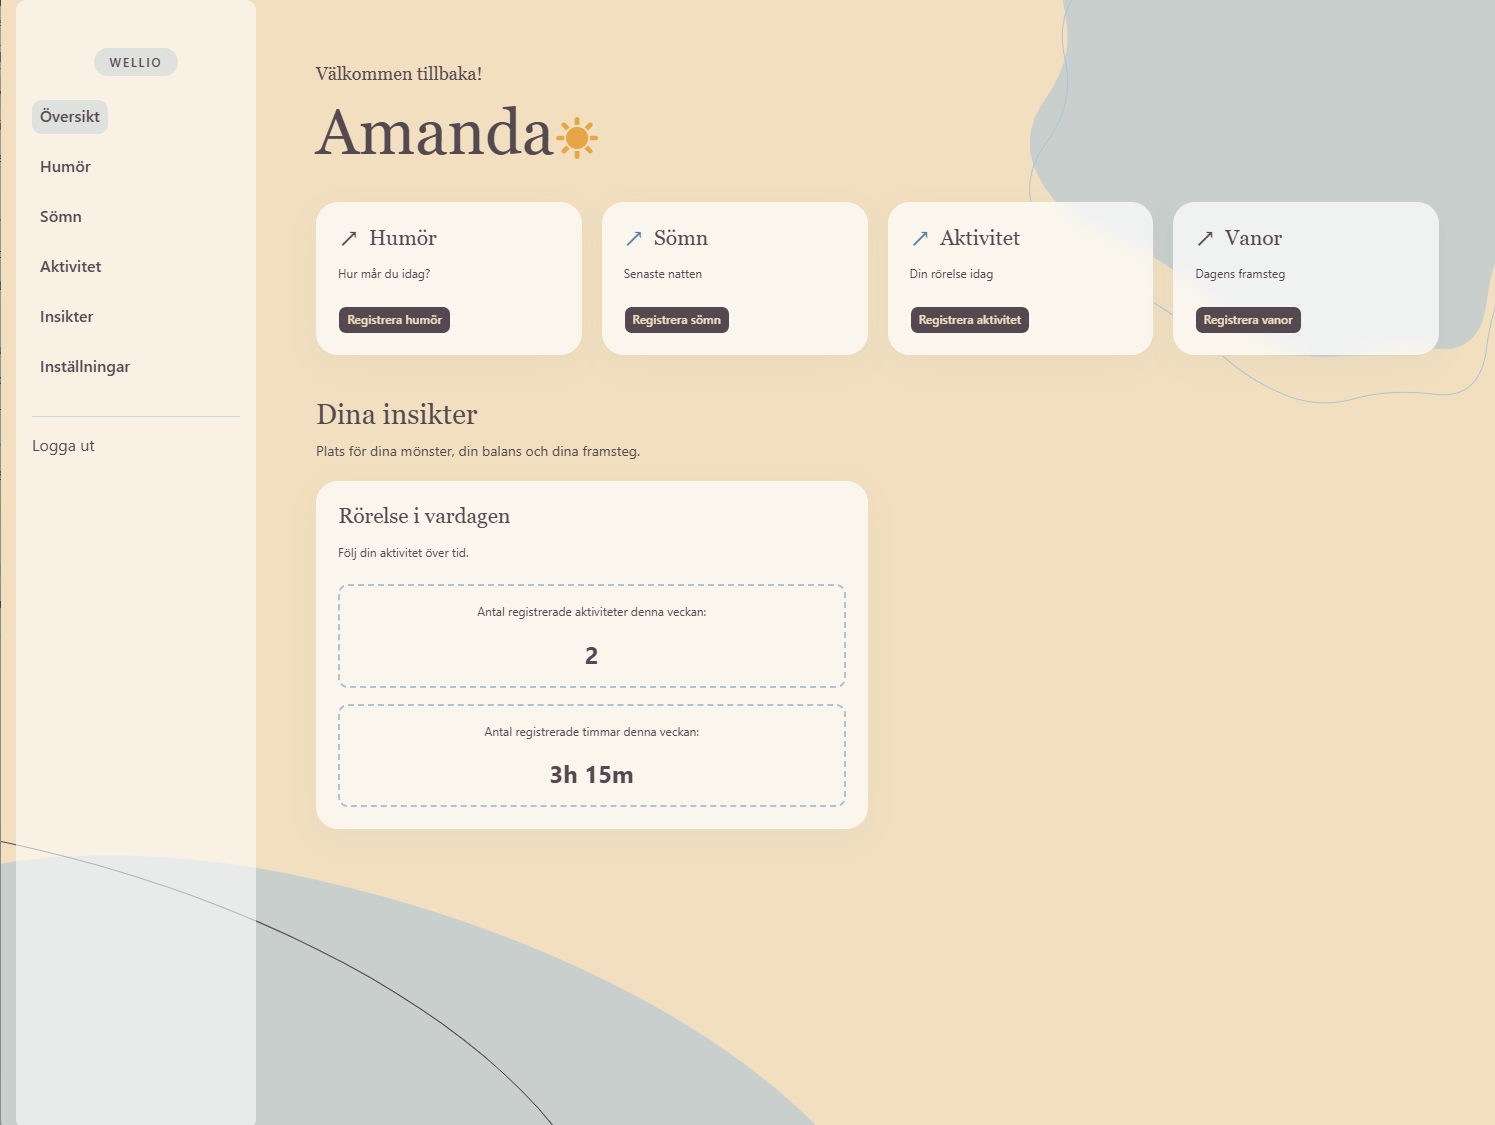 WELLIO
Översikt
Humör
Sömn
Aktivitet
Insikter
Inställningar
Logga ut
Välkommen tillbaka!
Amanda
Humör
Hur mår du idag?
Registrera humör
Sömn
Senaste natten
Registrera sömn
Aktivitet
Din rörelse idag
Registrera aktivitet
Vanor
Dagens framsteg
Registrera vanor
Dina insikter
Plats för dina mönster, din balans och dina framsteg.
Rörelse i vardagen
Följ din aktivitet över tid.
Antal registrerade aktiviteter denna veckan:
2
Antal registrerade timmar denna veckan:
3h 15m